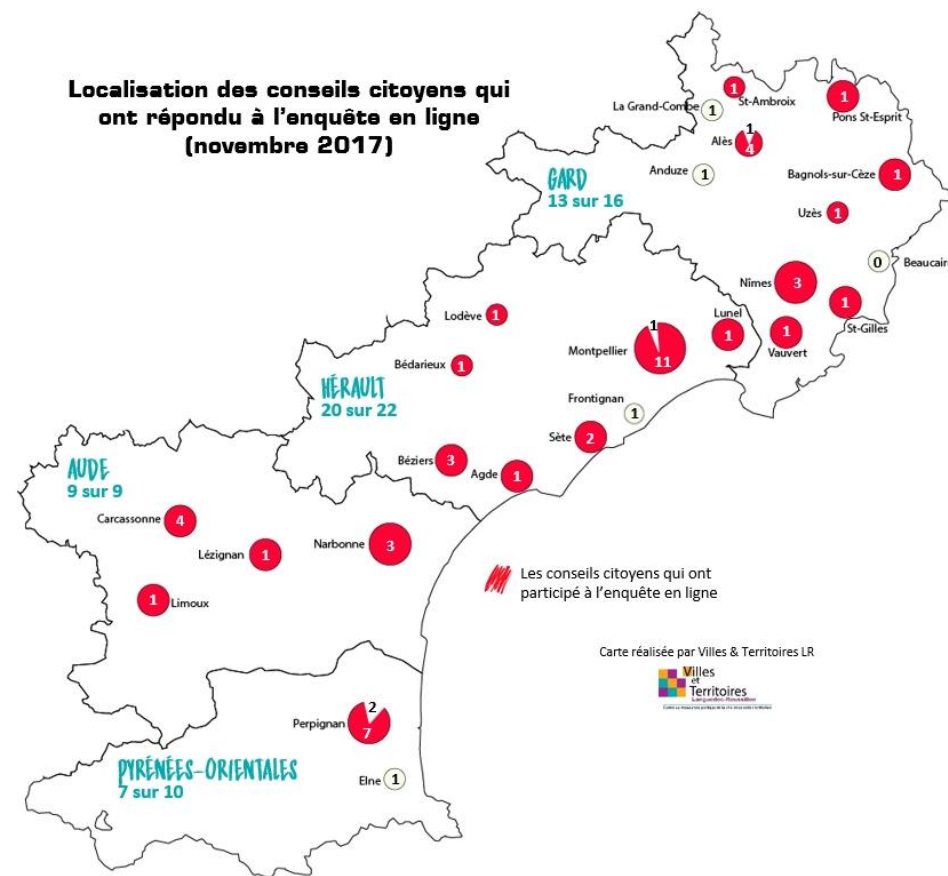 Localisation des conseils citoyens qui
ont répondu à l'enquête en ligne
(novembre 2017)
1
La Grand-Combe
1
St-Ambroix
1
Pons St-Esprit
1
Alès
4
Anduze
1
GARD
13 sur 16
Bagnols-sur-Cèze
1
Uzès
1
0
Beaucaire
Nîmes
3
1
St-Gilles
Lunel
1
1
Vauvert
Lodève
1
Bédarieux
1
1
Montpellier
11
HÉRAULT
20 sur 22
Frontignan
1
Sète
2
Béziers
3
Agde
1
AUDE
9 sur 9
Carcassonne
4
Lézignan
1
Narbonne
3
1
Limoux
Les conseils citoyens qui ont
participé à l'enquête en ligne
Carte réalisée par Villes & Territoires LR
Villes
et
Territoires
Languedoc-Roussillon
2
Perpignan
7
PYRÉNÉES-ORIENTALES
7 sur 10
Elne
1